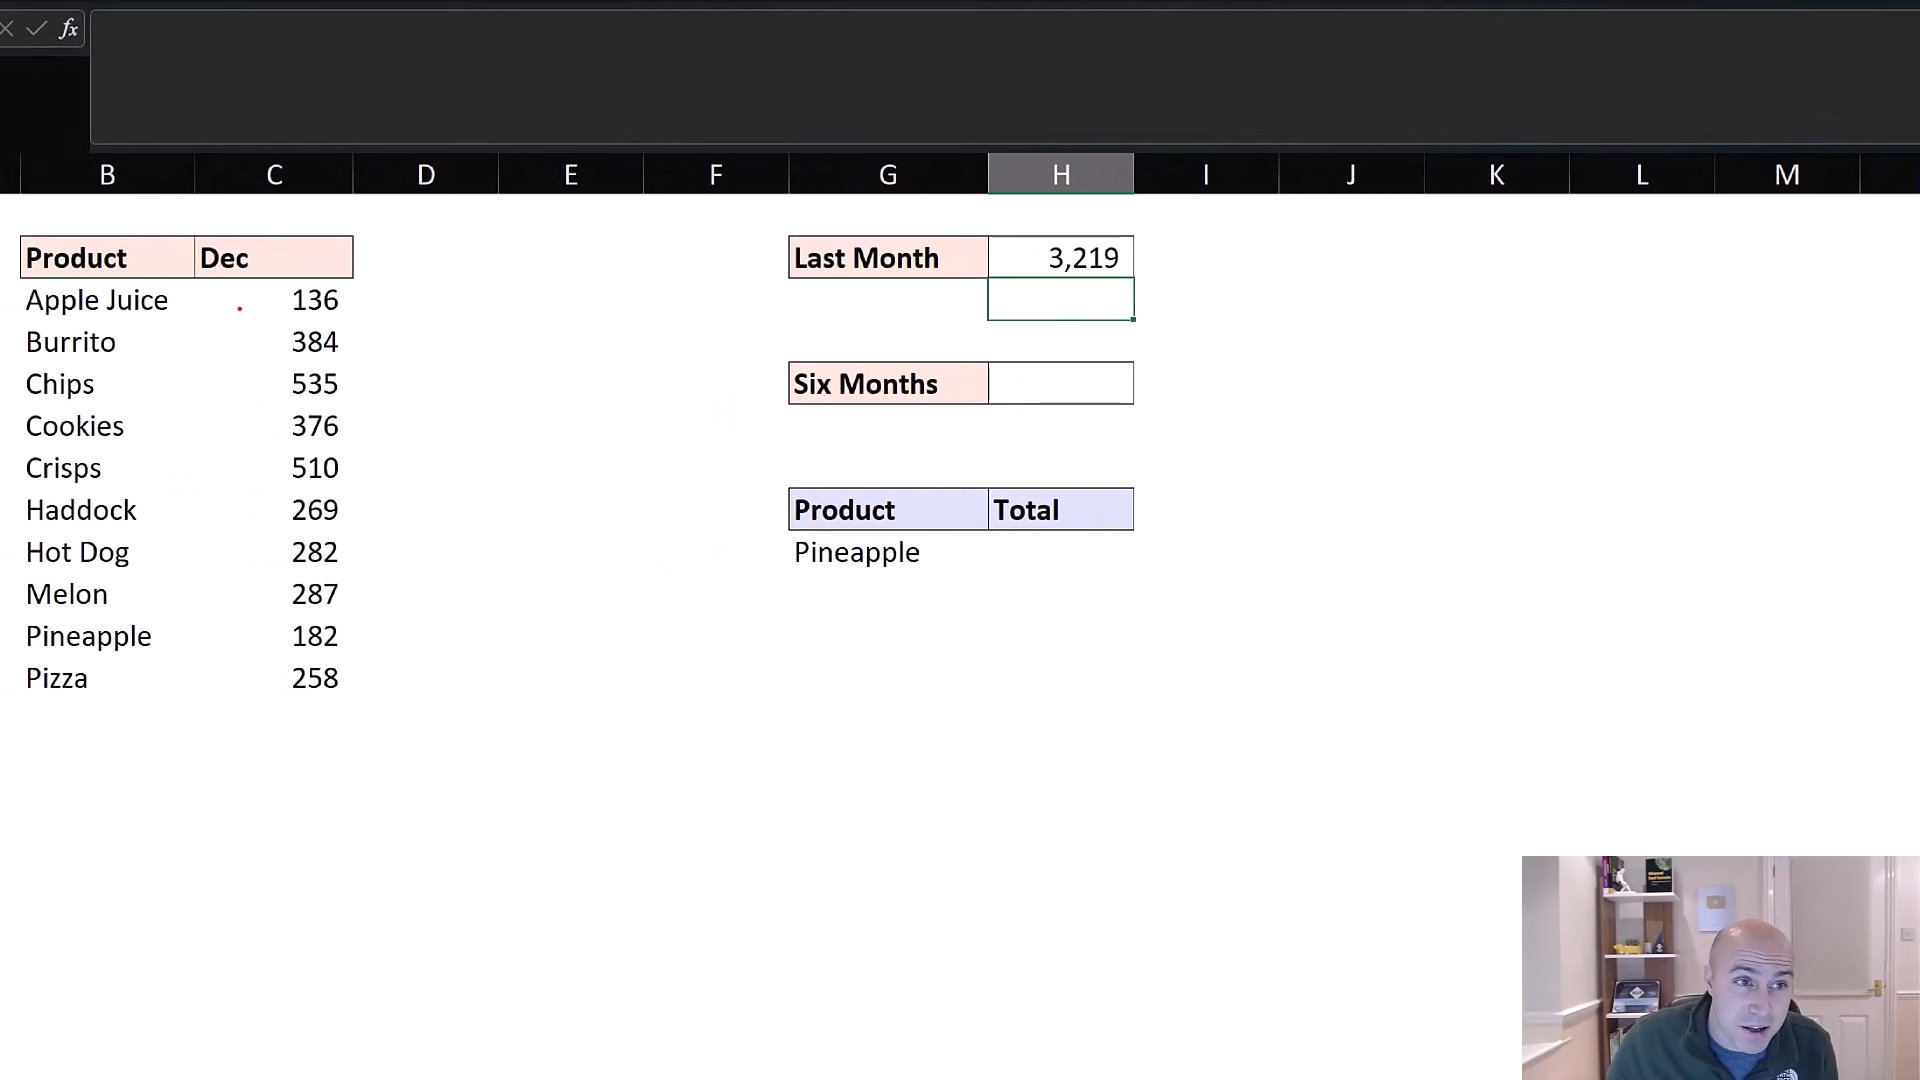 fx
B C D E F G H I J K L M
Product Dec Last Month 3,219
Apple Juice 136
Burrito 384
Chips 535 Six Months
Cookies 376
Crisps 510
Haddock 269 Product Total
Hot Dog 282 Pineapple
Melon 287
Pineapple 182
Pizza 258